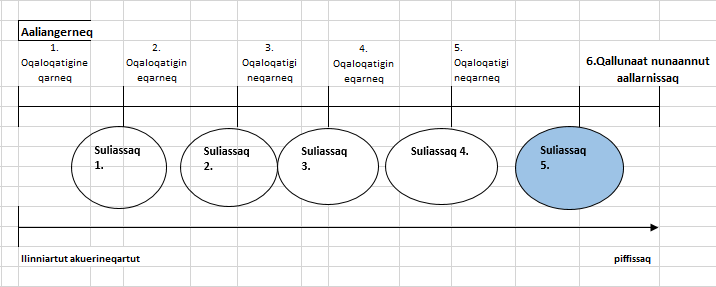 Aaliangerneq
1.
Oqaloqatigine
qarneq
2.
Oqaloqatigin
eqarneq
3.
Oqaloqatigi
neqarneq
4.
Oqaloqatigin
eqarneq
5.
Oqaloqatigi
neqarneq
6.Qallunaat nunaannut
aallarnissaq
Suliassaq
1.
Suliassaq
2.
Suliassaq
3.
Suliassaq 4.
Suliassaq
5.
Ilinniartut akuerineqartut
piffissaq